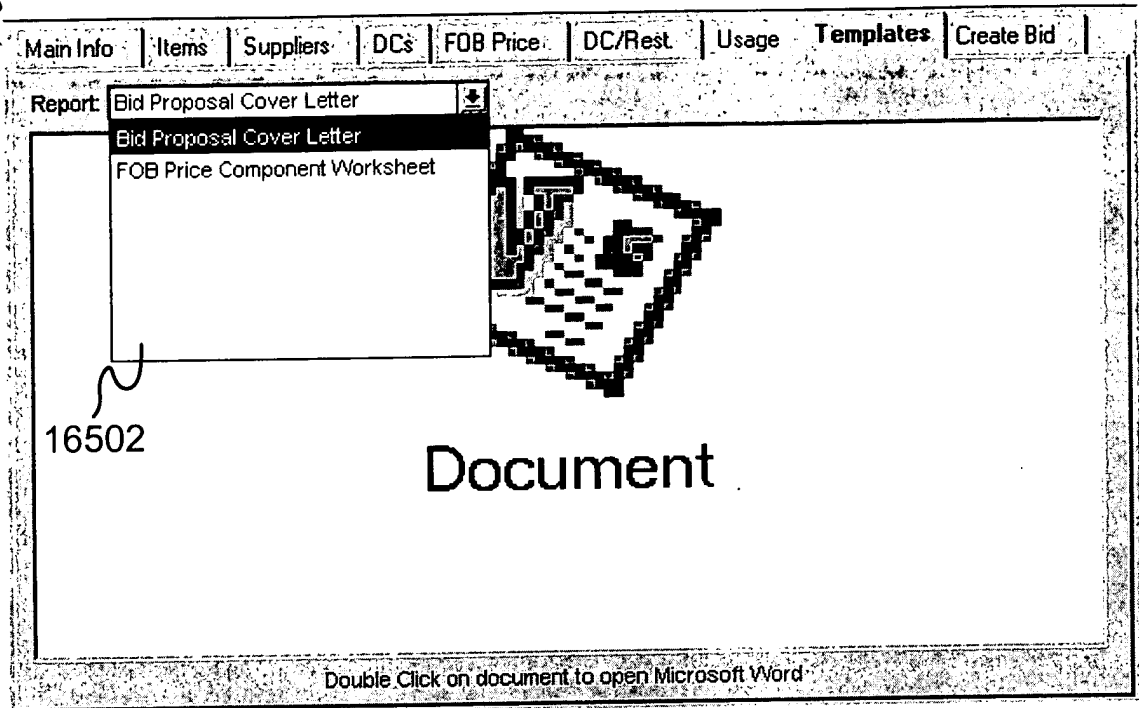 Main Info Items Suppliers DCs FOB Price DC/Rest. Usage Templates Create Bid
Report: Bid Proposal Cover Letter
Bid Proposal Cover Letter
FOB Price Component Worksheet
16502
Document
Double Click on document to open Microsoft Word